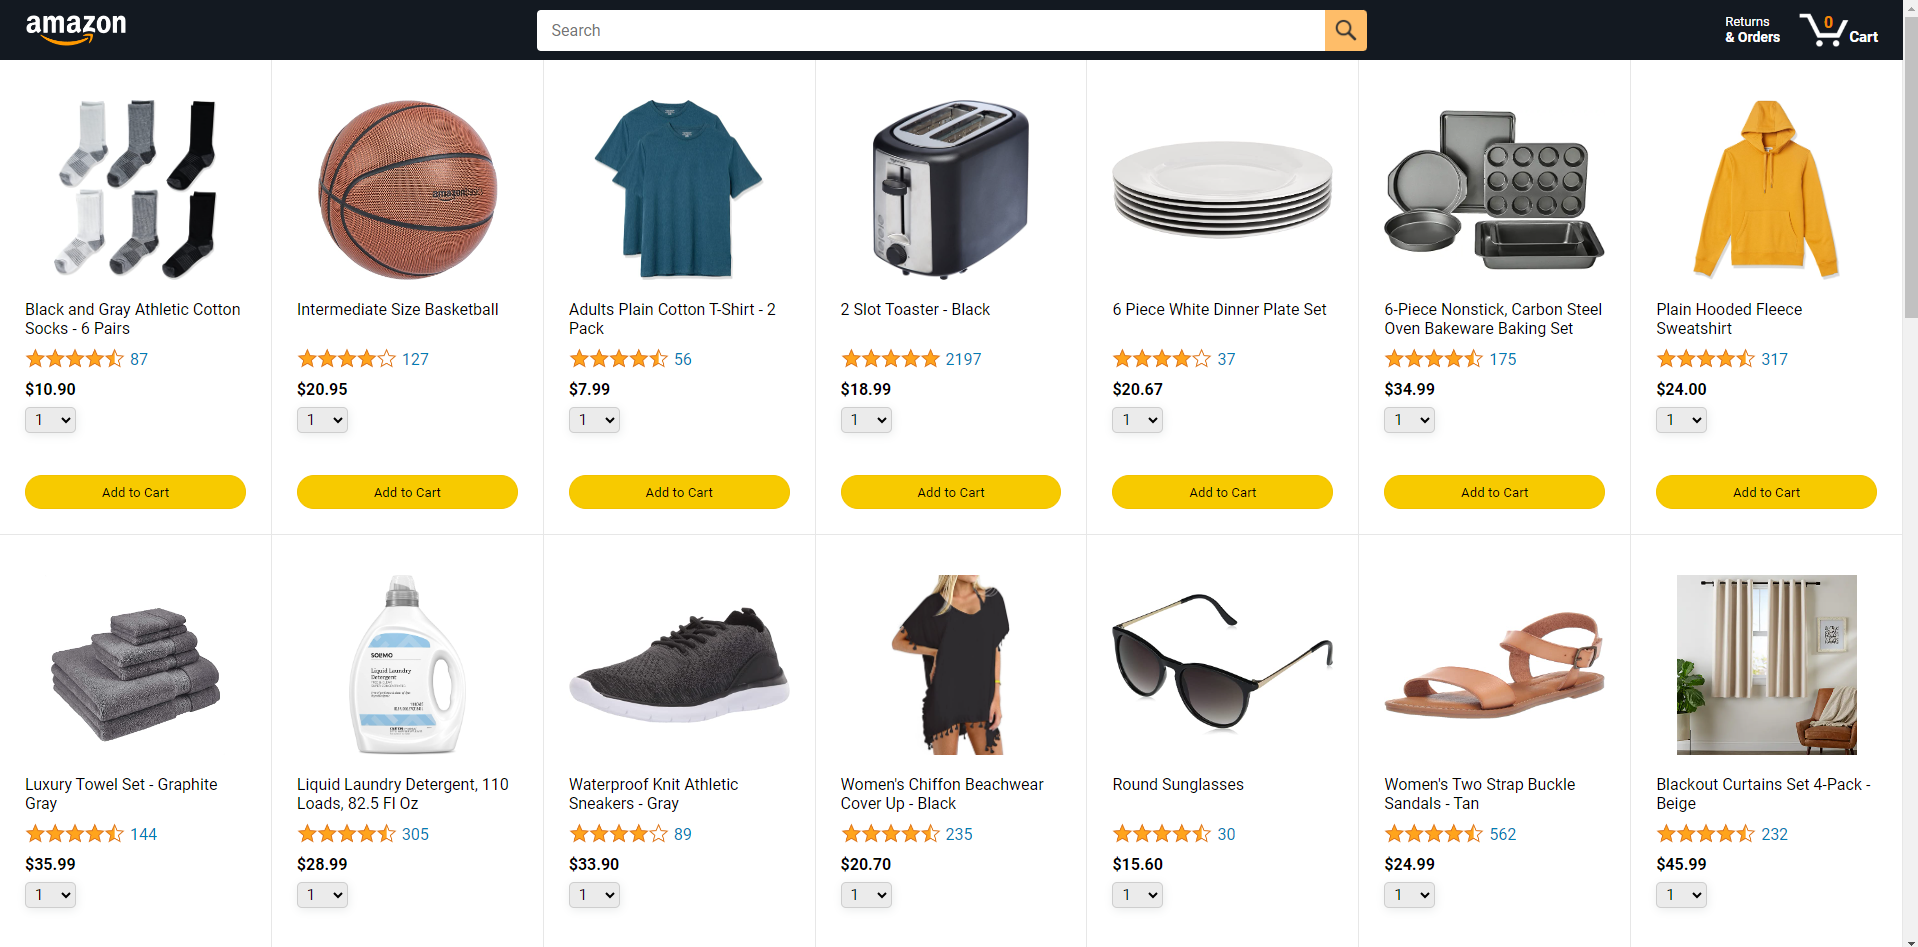 amazon
Search
Returns
& Orders
0
Cart
Black and Gray Athletic Cotton
Socks - 6 Pairs
87
$10.90
1
Add to Cart
Intermediate Size Basketball
127
$20.95
1
Add to Cart
Adults Plain Cotton T-Shirt - 2
Pack
56
$7.99
1
Add to Cart
2 Slot Toaster - Black
2197
$18.99
1
Add to Cart
6 Piece White Dinner Plate Set
37
$20.67
1
Add to Cart
6-Piece Nonstick, Carbon Steel
Oven Bakeware Baking Set
175
$34.99
1
Add to Cart
Plain Hooded Fleece
Sweatshirt
317
$24.00
1
Add to Cart
Luxury Towel Set - Graphite
Gray
144
$35.99
1
SOLIMO
Liquid Laundry
Detergent
Liquid Laundry Detergent, 110
Loads, 82.5 Fl Oz
305
$28.99
1
Waterproof Knit Athletic
Sneakers - Gray
89
$33.90
1
Women's Chiffon Beachwear
Cover Up - Black
235
$20.70
1
Round Sunglasses
30
$15.60
1
Women's Two Strap Buckle
Sandals - Tan
562
$24.99
1
Blackout Curtains Set 4-Pack -
Beige
232
$45.99
1